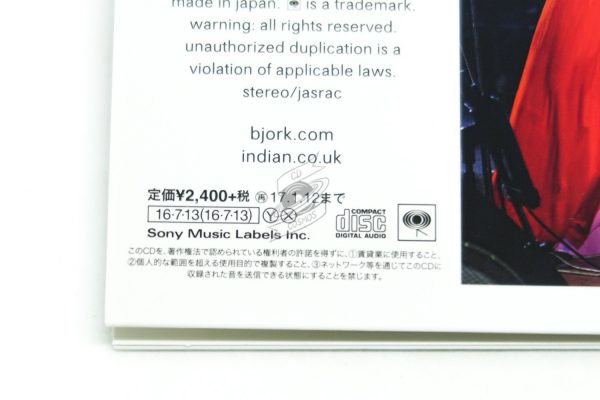 made in japan. is a trademark.
warning: all rights reserved.
unauthorized duplication is a
violation of applicable laws.
stereo/jasrac
bjork.com
indian.co.uk
定価¥2,400+税 再 17.1.12まで
16·7·13(16·7·13) Y X
Sony Music Labels Inc.
COMPACT
disc
DIGITAL AUDIO
このCDを、著作権法で認められている権利者の許諾を得ずに、①賃貸業に使用すること、
②個人的な範囲を超える使用目的で複製すること、③ネットワーク等を通じてこのCDに
収録された音を送信できる状態にすることを禁じます。
CD
COSMOS